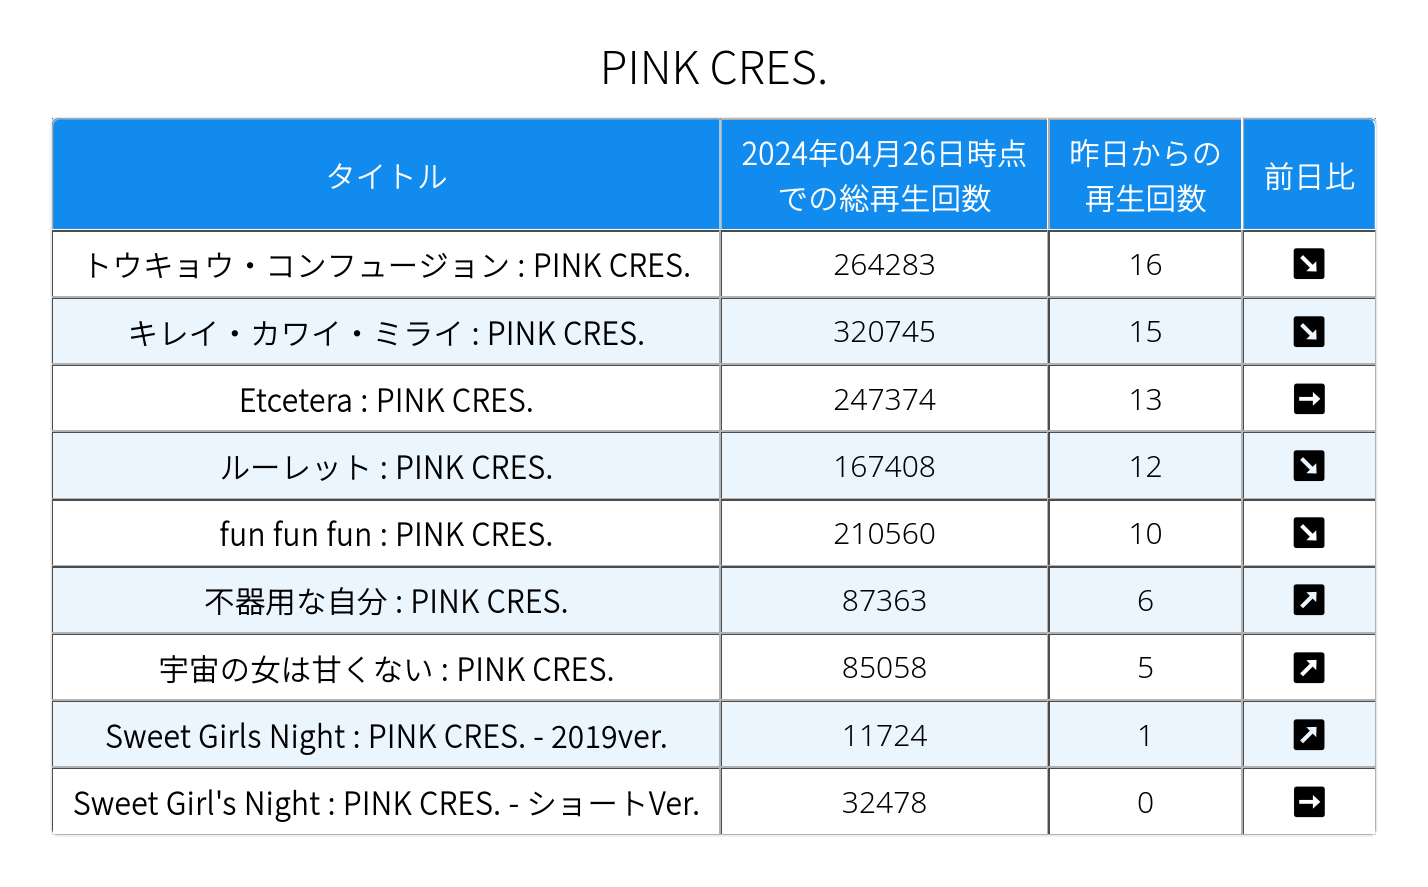 PINK CRES.
タイトル
2024年04月26日時点
での総再生回数
昨日からの
再生回数
前日比
トウキョウ・コンフュージョン : PINK CRES. 264283 16 ↘
キレイ・カワイ・ミライ : PINK CRES. 320745 15 ↘
Etcetera : PINK CRES. 247374 13 →
ルーレット : PINK CRES. 167408 12 ↘
fun fun fun : PINK CRES. 210560 10 ↘
不器用な自分 : PINK CRES. 87363 6 ↗
宇宙の女は甘くない : PINK CRES. 85058 5 ↗
Sweet Girls Night : PINK CRES. - 2019ver. 11724 1 ↗
Sweet Girl's Night : PINK CRES. - ショートVer. 32478 0 →